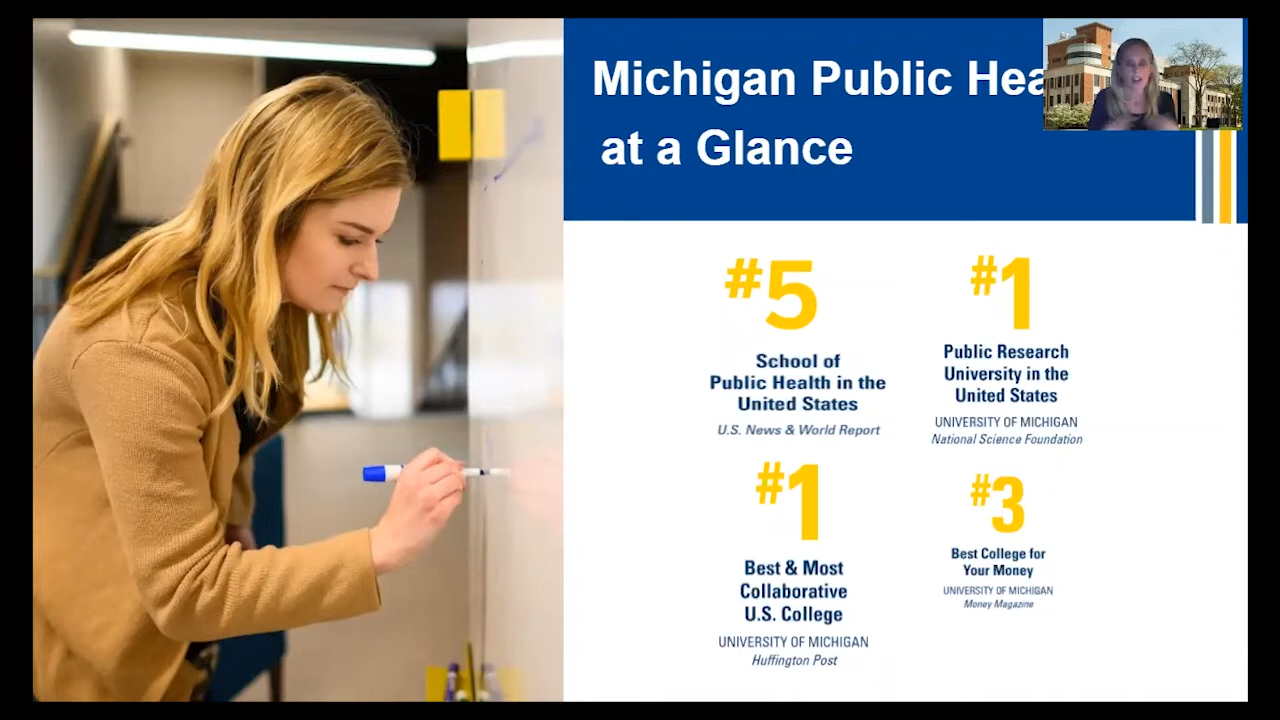 Michigan Public Hea
at a Glance
#5
School of
Public Health in the
United States
U.S. News & World Report
#1
Public Research
University in the
United States
UNIVERSITY OF MICHIGAN
National Science Foundation
#1
Best & Most
Collaborative
U.S. College
UNIVERSITY OF MICHIGAN
Huffington Post
#3
Best College for
Your Money
UNIVERSITY OF MICHIGAN
Money Magazine